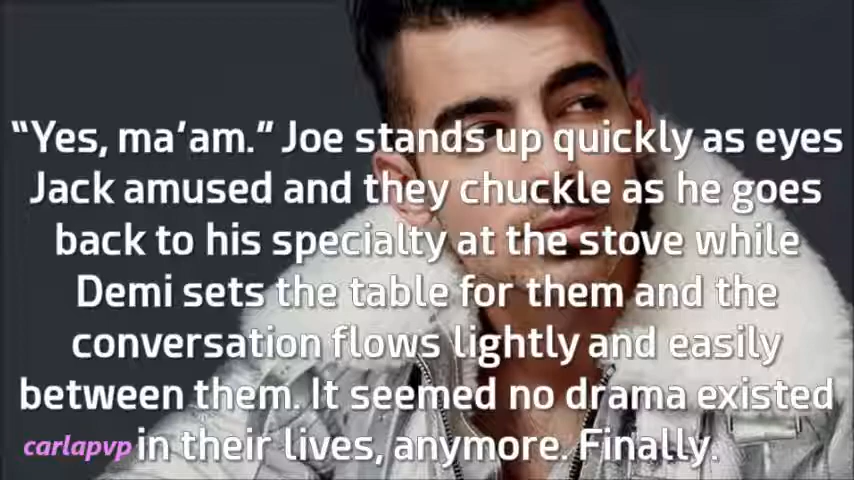 “Yes, ma’am.” Joe stands up quickly as eyes
Jack amused and they chuckle as he goes
back to his specialty at the stove while
Demi sets the table for them and the
conversation flows lightly and easily
between them. It seemed no drama existed
in their lives, anymore. Finally.
carlapvp